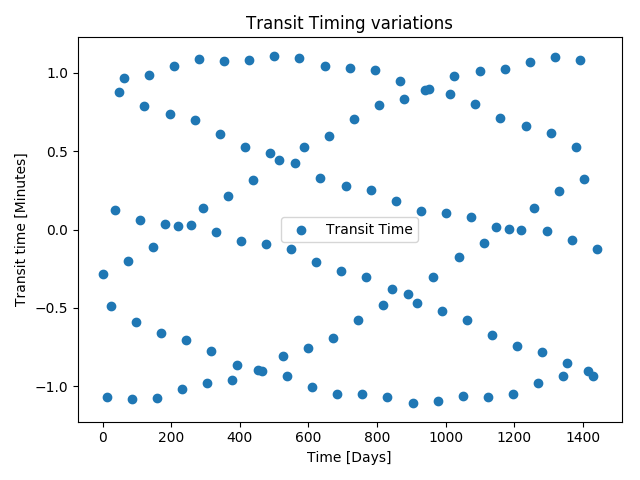 Transit Timing variations
Transit time [Minutes]
1.0
0.5
0.0
−0.5
−1.0
Transit Time
0 200 400 600 800 1000 1200 1400
Time [Days]